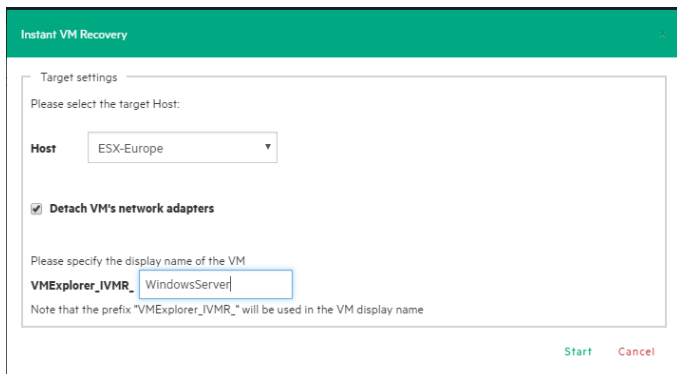 Instant VM Recovery
Target settings
Please select the target Host:
Host ESX-Europe
Detach VM's network adapters
Please specify the display name of the VM
VMExplorer_IVMR_ WindowsServer
Note that the prefix "VMExplorer_IVMR_" will be used in the VM display name
Start Cancel